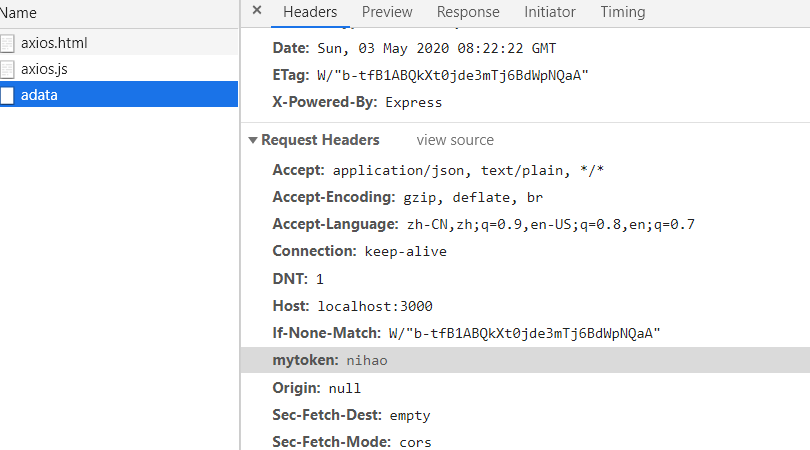 Name
axios.html
axios.js
adata
× Headers Preview Response Initiator Timing
Date: Sun, 03 May 2020 08:22:22 GMT
ETag: W/"b-tfB1ABQkXt0jde3mTj6BdWpNQaA"
X-Powered-By: Express
Request Headers view source
Accept: application/json, text/plain, */*
Accept-Encoding: gzip, deflate, br
Accept-Language: zh-CN,zh;q=0.9,en-US;q=0.8,en;q=0.7
Connection: keep-alive
DNT: 1
Host: localhost:3000
If-None-Match: W/"b-tfB1ABQkXt0jde3mTj6BdWpNQaA"
mytoken: nihao
Origin: null
Sec-Fetch-Dest: empty
Sec-Fetch-Mode: cors